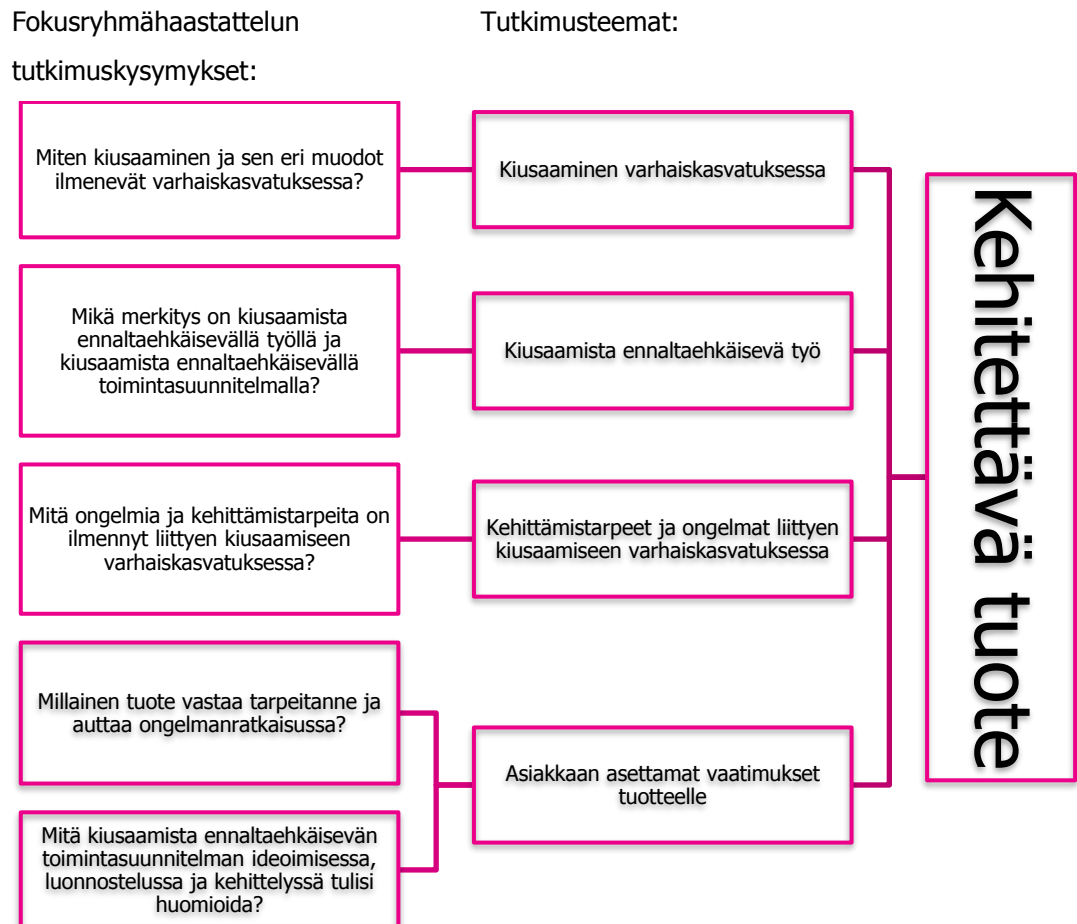 Fokusryhmähaastattelun
tutkimuskysymykset:
Tutkimusteemat:
Miten kiusaaminen ja sen eri muodot
ilmenevät varhaiskasvatuksessa?
Kiusaaminen varhaiskasvatuksessa
Mikä merkitys on kiusaamista
ennaltaehkäisevällä työllä ja
kiusaamista ennaltaehkäisevällä
toimintasuunnitelmalla?
Kiusaamista ennaltaehkäisevä työ
Mitä ongelmia ja kehittämistarpeita on
ilmennyt liittyen kiusaamiseen
varhaiskasvatuksessa?
Kehittämistarpeet ja ongelmat liittyen
kiusaamiseen varhaiskasvatuksessa
Millainen tuote vastaa tarpeitanne ja
auttaa ongelmanratkaisussa?
Mitä kiusaamista ennaltaehkäisevän
toimintasuunnitelman ideoimisessa,
luonnostelussa ja kehittelyssä tulisi
huomioida?
Asiakkaan asettamat vaatimukset
tuotteelle
Kehitettävä tuote